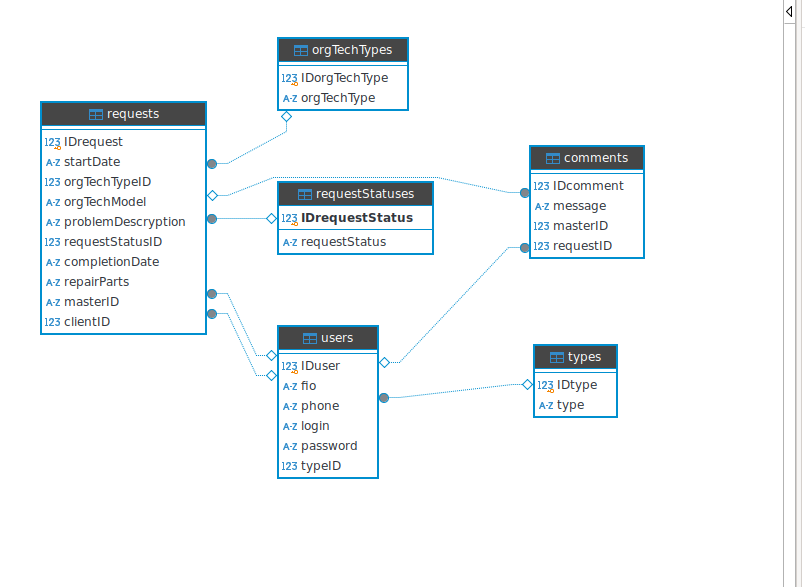 orgTechTypes
123 IDorgTechType
A-Z orgTechType
requests
123 IDrequest
A-Z startDate
123 orgTechTypeID
A-Z orgTechModel
A-Z problemDescryption
123 requestStatusID
A-Z completionDate
A-Z repairParts
A-Z masterID
123 clientID
requestStatuses
123 IDrequestStatus
A-Z requestStatus
comments
123 IDcomment
A-Z message
123 masterID
123 requestID
users
123 IDuser
A-Z fio
A-Z phone
A-Z login
A-Z password
123 typeID
types
123 IDtype
A-Z type